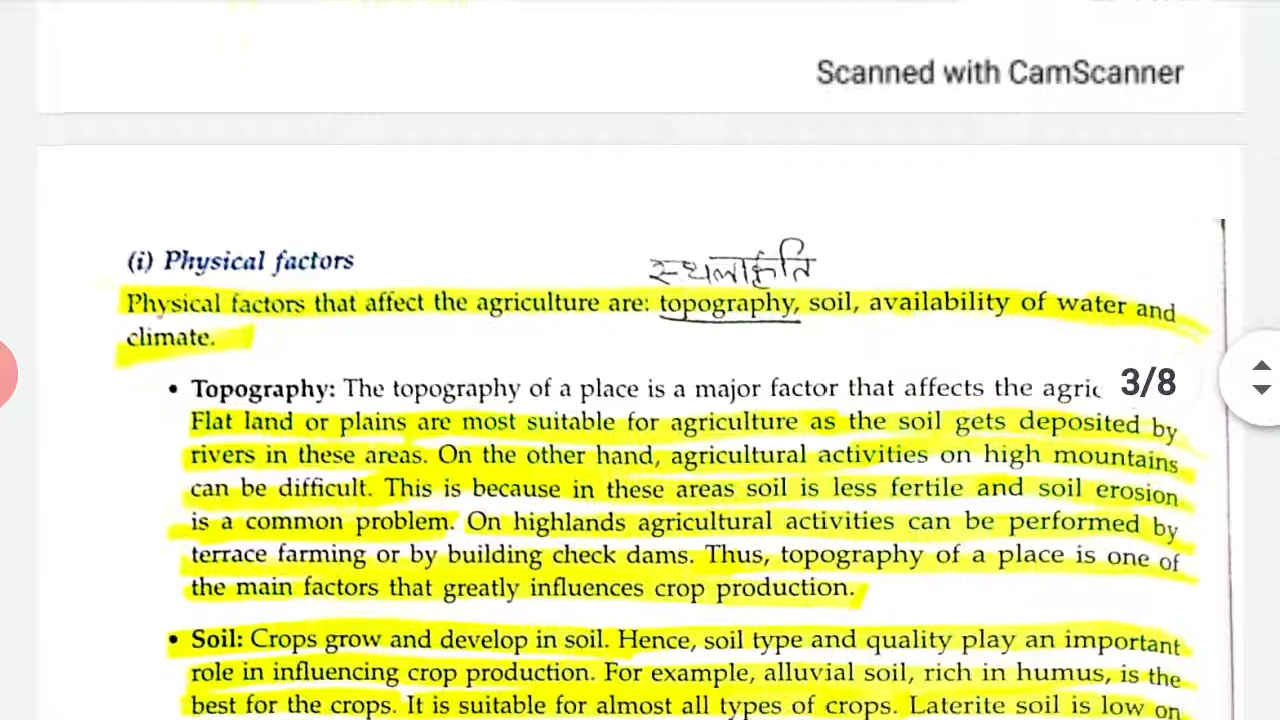 Scanned with CamScanner
(i) Physical factors
स्थलाकृति
Physical factors that affect the agriculture are: topography, soil, availability of water and
climate.
• Topography: The topography of a place is a major factor that affects the agric
3/8
Flat land or plains are most suitable for agriculture as the soil gets deposited by
rivers in these areas. On the other hand, agricultural activities on high mountains
can be difficult. This is because in these areas soil is less fertile and soil erosion
is a common problem. On highlands agricultural activities can be performed by
terrace farming or by building check dams. Thus, topography of a place is one of
the main factors that greatly influences crop production.
• Soil: Crops grow and develop in soil. Hence, soil type and quality play an important
role in influencing crop production. For example, alluvial soil, rich in humus, is the
best for the crops. It is suitable for almost all types of crops. Laterite soil is low on